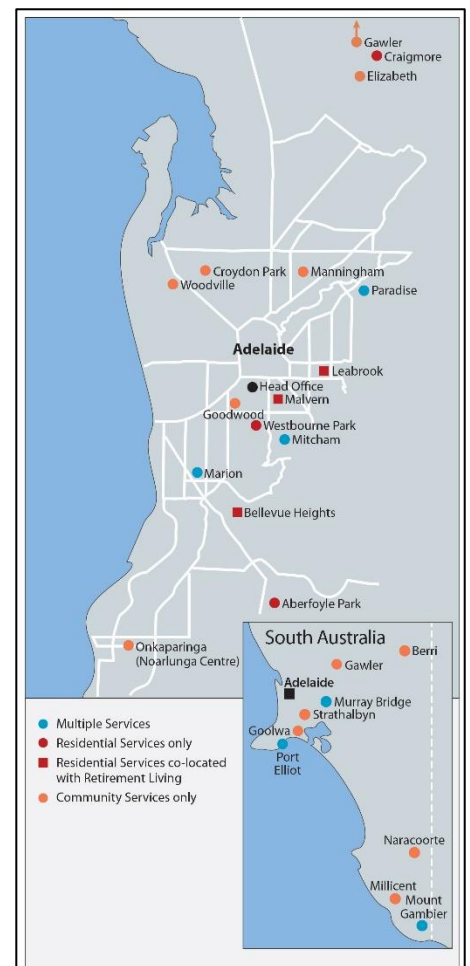 Gawler
Craigmore
Elizabeth
Croydon Park
Manningham
Woodville
Paradise
Adelaide
Leabrook
Head Office
Malvern
Goodwood
Westbourne Park
Mitcham
Marion
Bellevue Heights
Aberfoyle Park
Onkaparinga
(Noarlunga Centre)
South Australia
Berri
Gawler
Adelaide
Murray Bridge
Strathalbyn
Goolwa
Port
Elliot
Naracoorte
Millicent
Mount
Gambier
Multiple Services
Residential Services only
Residential Services co-located
with Retirement Living
Community Services only